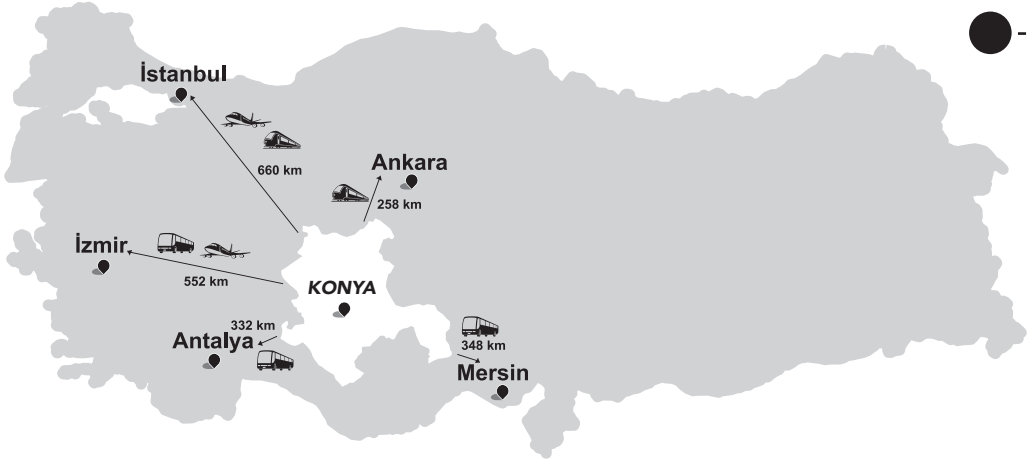 İstanbul
660 km
Ankara
258 km
İzmir
552 km
KONYA
332 km
Antalya
348 km
Mersin